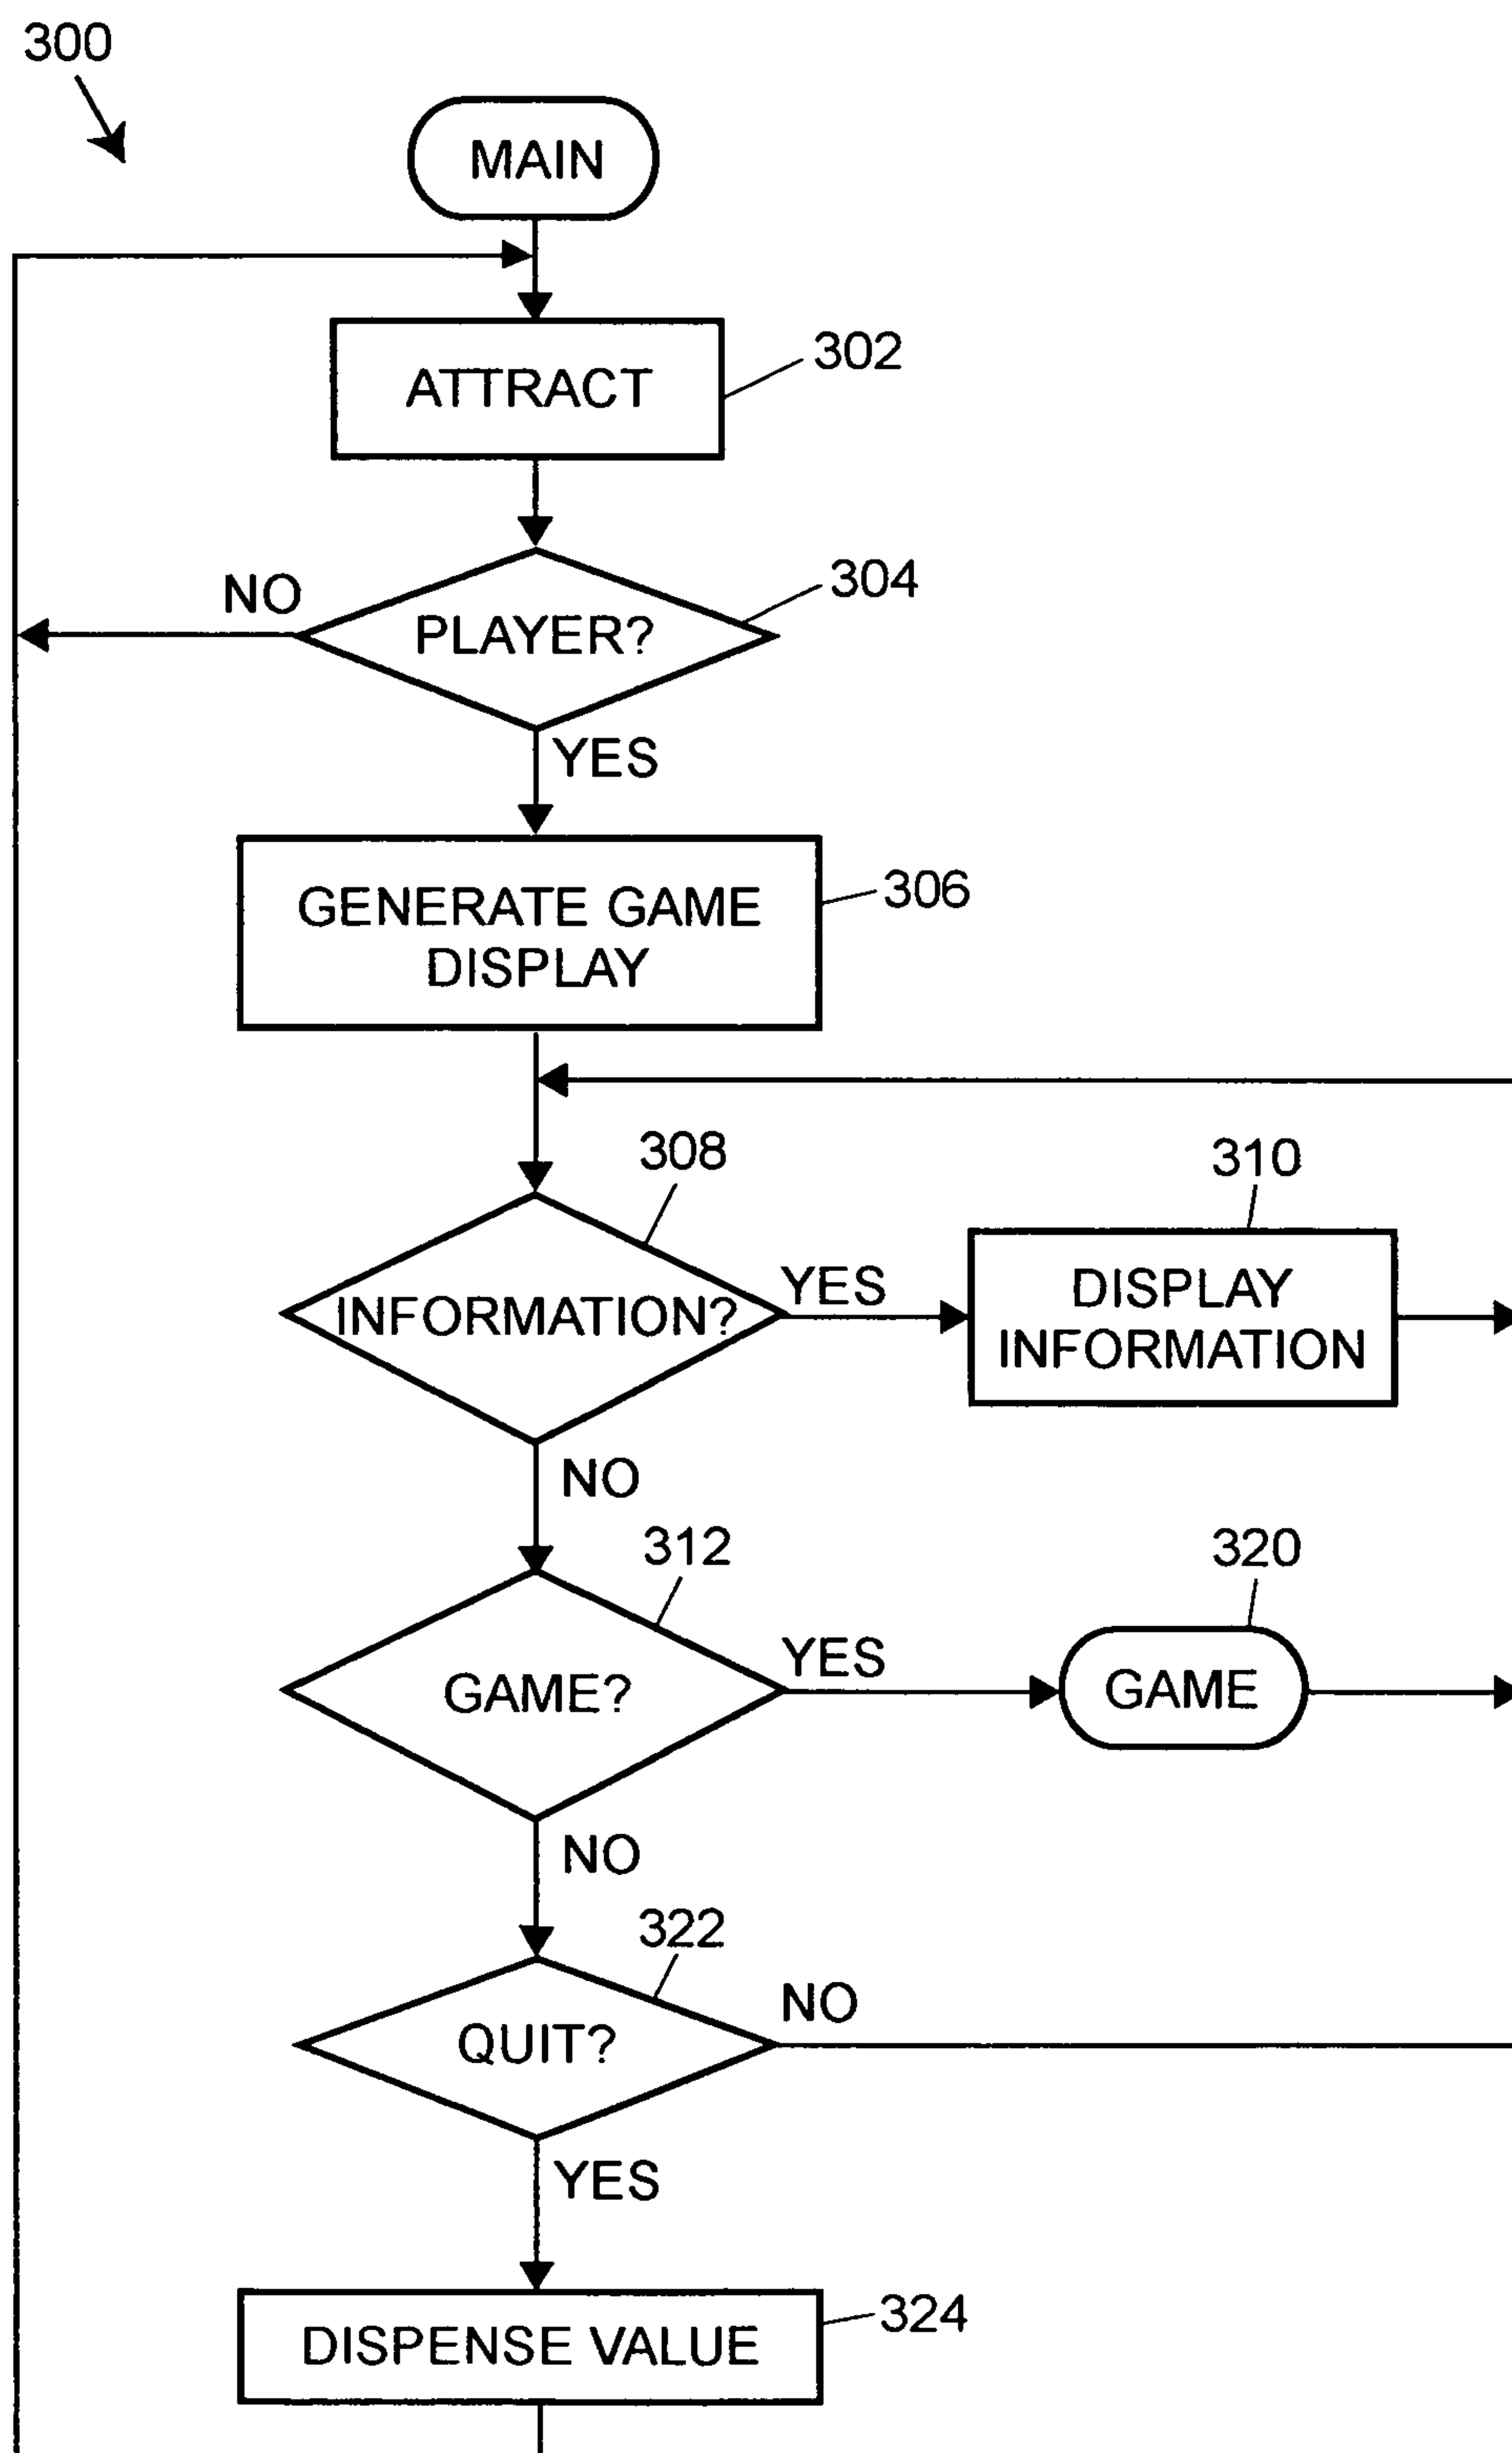 300
MAIN
ATTRACT
302
NO
PLAYER?
304
YES
GENERATE GAME
DISPLAY
306
308
310
INFORMATION?
YES
DISPLAY
INFORMATION
NO
312
320
GAME?
YES
GAME
NO
322
QUIT?
NO
YES
DISPENSE VALUE
324